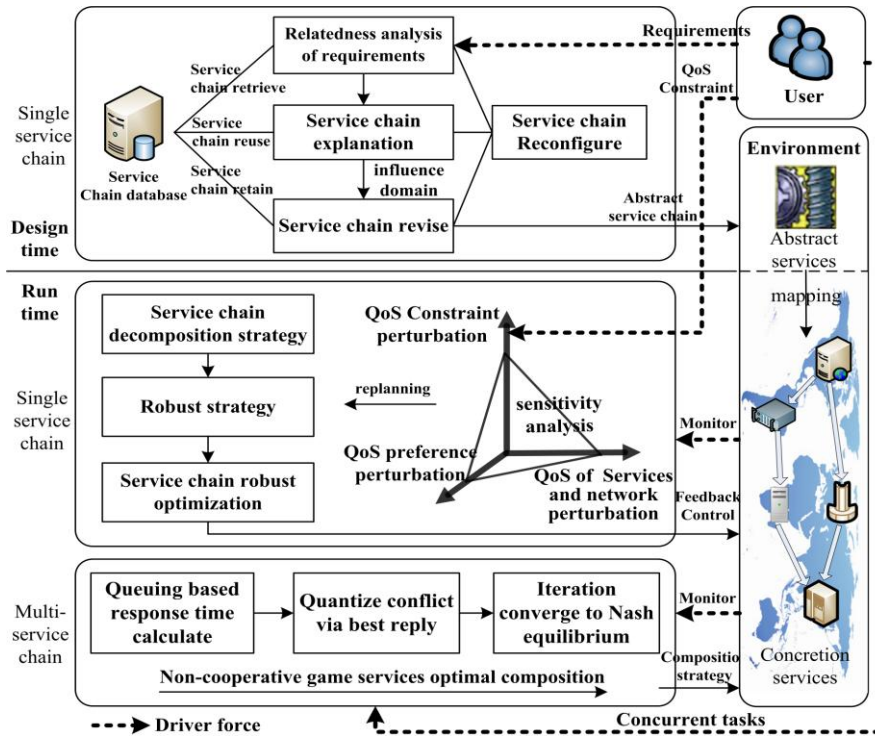 Relatedness analysis
of requirements
Requirements
User
QoS
Constraint
Service
chain retrieve
Single
service
chain
Service
chain reuse
Service chain
explanation
Service chain
Reconfigure
Environment
Service
Chain database
Service
chain retain
influence
domain
Abstract
service chain
Service chain revise
Design
time
Abstract
services
Run
time
mapping
Service chain
decomposition strategy
QoS Constraint
perturbation
replanning
Single
service
chain
Robust strategy
sensitivity
analysis
Monitor
QoS preference
perturbation
Service chain robust
optimization
QoS of Services
and network
perturbation
Feedback
Control
Multi-
service
chain
Queuing based
response time
calculate
Quantize conflict
via best reply
Iteration
converge to Nash
equilibrium
Monitor
Non-cooperative game services optimal composition
Compositio
strategy
Concretion
services
Driver force
Concurrent tasks